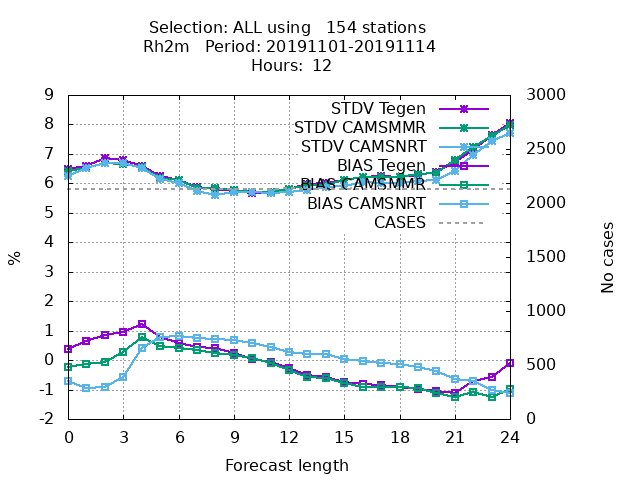 Selection: ALL using 154 stations
Rh2m Period: 20191101-20191114
Hours: 12
9 3000
8 STDV Tegen
STDV CAMSMMR
7 STDV CAMSNRT 2500
BIAS Tegen
6 BIAS CAMSMMR
BIAS CAMSNRT 2000
5 CASES
4 1500
%
No cases
3
2 1000
1
0 500
-1
-2 0
0 3 6 9 12 15 18 21 24
Forecast length